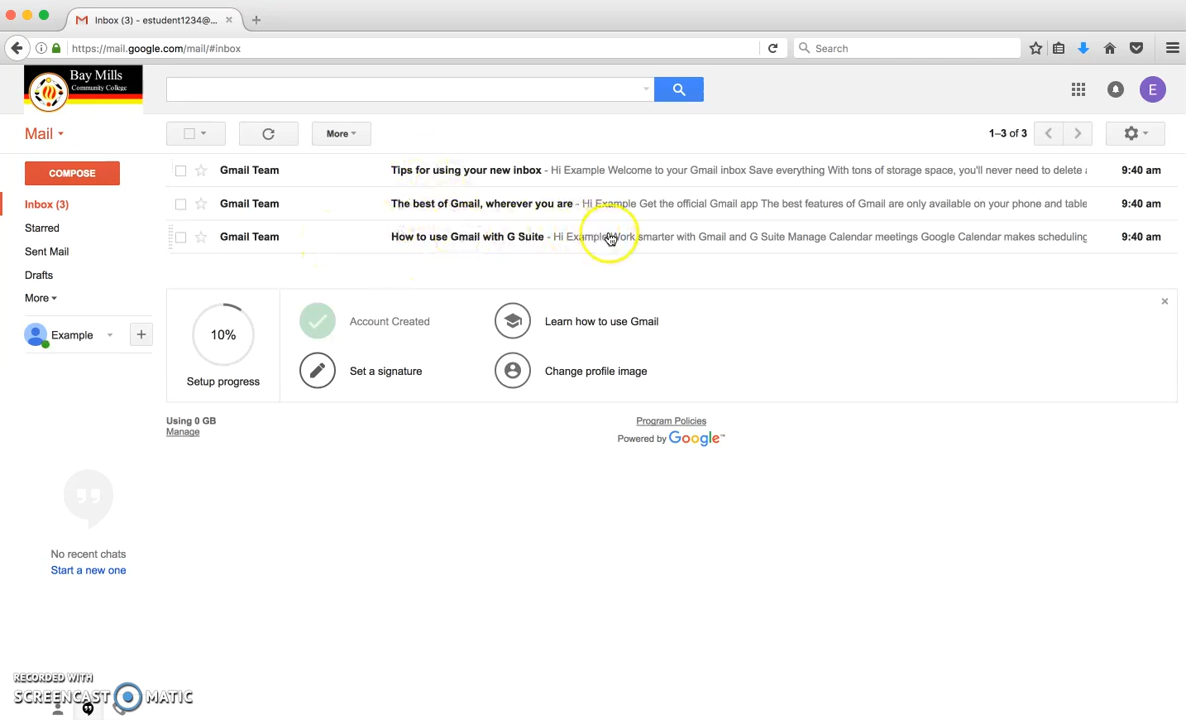 Inbox (3) - estudent1234@...
https://mail.google.com/mail/#inbox
Search
Bay Mills
Community College
E
Mail
More
1–3 of 3
COMPOSE
Gmail Team Tips for using your new inbox - Hi Example Welcome to your Gmail inbox Save everything With tons of storage space, you'll never need to delete 9:40 am
Inbox (3)
Gmail Team The best of Gmail, wherever you are - Hi Example Get the official Gmail app The best features of Gmail are only available on your phone and table 9:40 am
Starred
Gmail Team How to use Gmail with G Suite - Hi Example Work smarter with Gmail and G Suite Manage Calendar meetings Google Calendar makes scheduling 9:40 am
Sent Mail
Drafts
More
Example
10%
Setup progress
Account Created
Learn how to use Gmail
Set a signature
Change profile image
Using 0 GB
Manage
Program Policies
Powered by Google™
No recent chats
Start a new one
RECORDED WITH
SCREENCAST MATIC